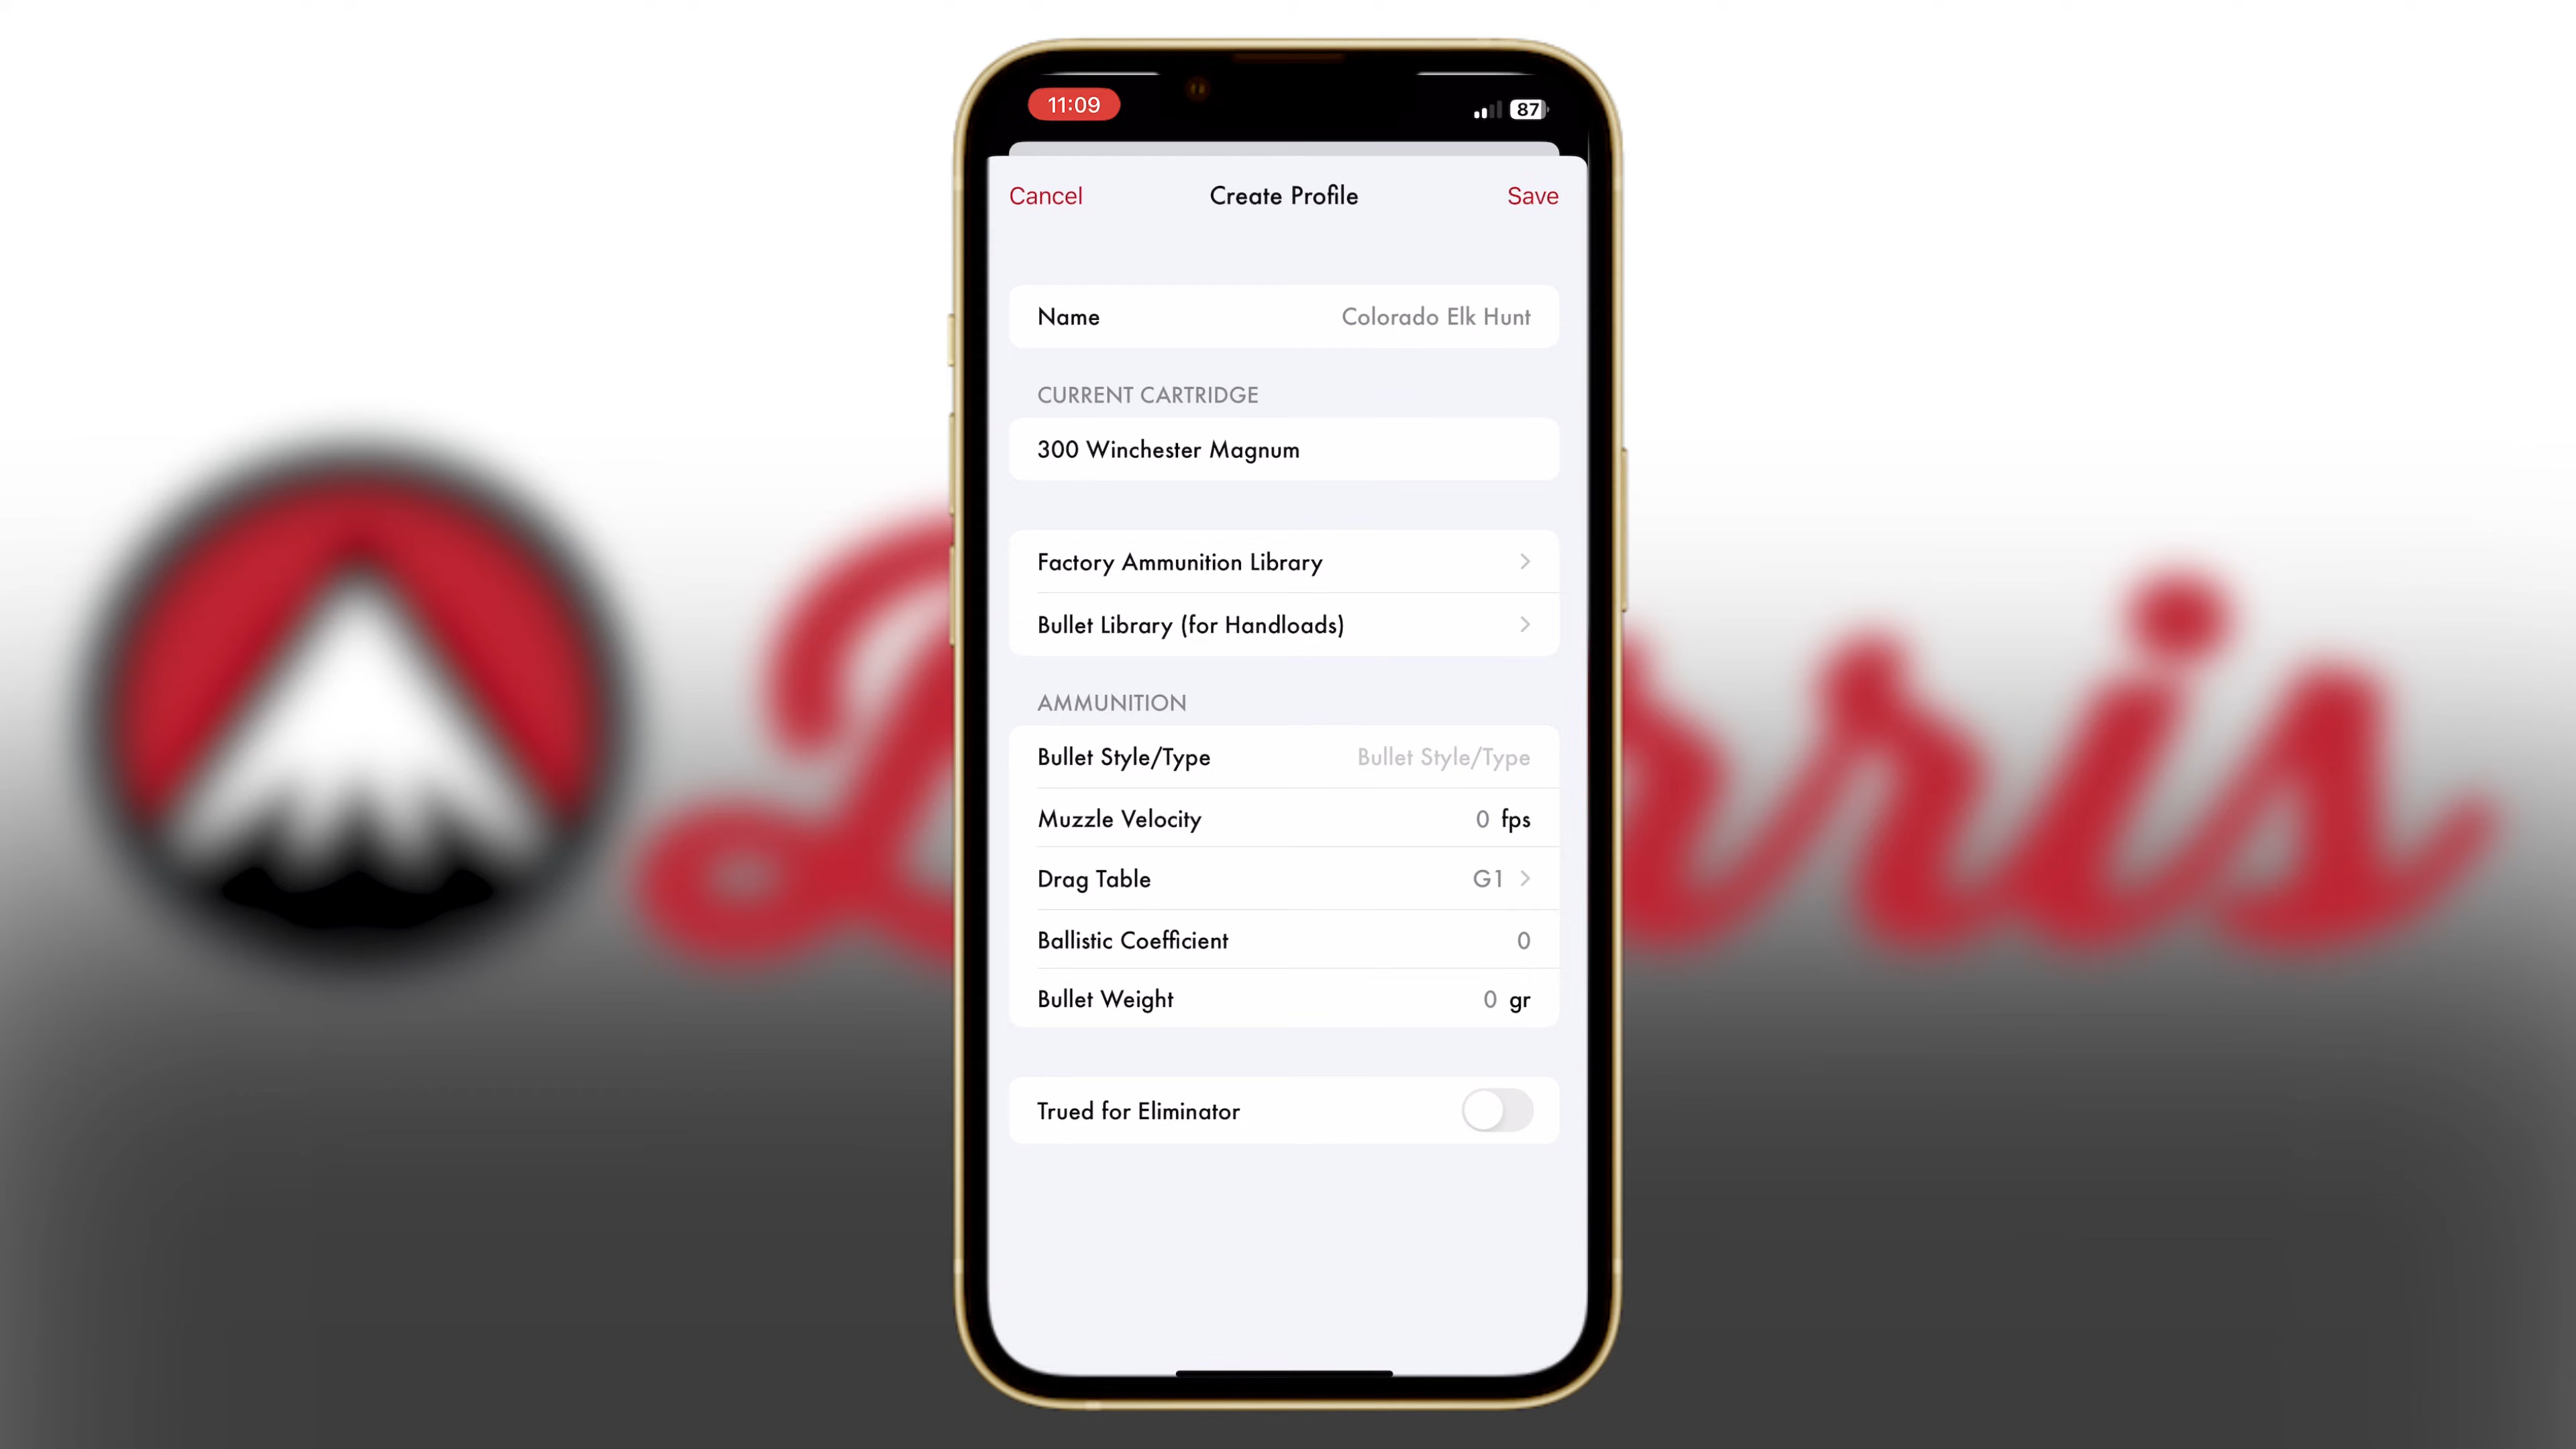 11:09
87
Cancel Create Profile Save
Name Colorado Elk Hunt
CURRENT CARTRIDGE
300 Winchester Magnum
Factory Ammunition Library
Bullet Library (for Handloads)
AMMUNITION
Bullet Style/Type Bullet Style/Type
Muzzle Velocity 0 fps
Drag Table G1
Ballistic Coefficient 0
Bullet Weight 0 gr
Trued for Eliminator